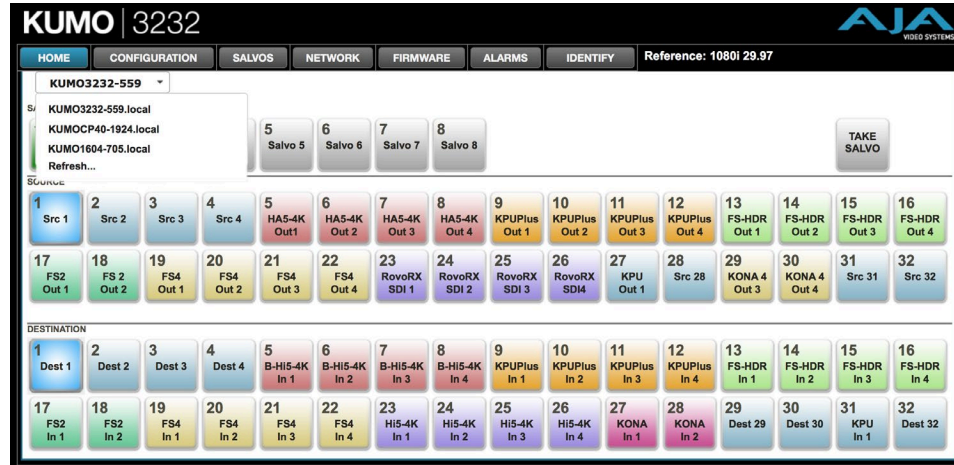 KUMO | 3232
AJA
VIDEO SYSTEMS
HOME CONFIGURATION SALVOS NETWORK FIRMWARE ALARMS IDENTIFY Reference: 1080i 29.97
KUMO3232-559
KUMO3232-559.local
KUMOCP40-1924.local
KUMO1604-705.local
Refresh...
5 6 7 8
Salvo 5 Salvo 6 Salvo 7 Salvo 8
TAKE
SALVO
SOURCE
1 2 3 4 5 6 7 8 9 10 11 12 13 14 15 16
Src 1 Src 2 Src 3 Src 4 HA5-4K HA5-4K HA5-4K HA5-4K KPUPlus KPUPlus KPUPlus KPUPlus FS-HDR FS-HDR FS-HDR FS-HDR
Out1 Out 2 Out 3 Out 4 Out 1 Out 2 Out 3 Out 4 Out 1 Out 2 Out 3 Out 4
17 18 19 20 21 22 23 24 25 26 27 28 29 30 31 32
FS2 FS 2 FS4 FS4 FS4 FS4 RovoRX RovoRX RovoRX RovoRX KPU Src 28 KONA 4 KONA 4 Src 31 Src 32
Out 1 Out 2 Out 1 Out 2 Out 3 Out 4 SDI 1 SDI 2 SDI 3 SDI4 Out 1 Out 3 Out 4
DESTINATION
1 2 3 4 5 6 7 8 9 10 11 12 13 14 15 16
Dest 1 Dest 2 Dest 3 Dest 4 B-Hi5-4K B-Hi5-4K B-Hi5-4K B-Hi5-4K KPUPlus KPUPlus KPUPlus KPUPlus FS-HDR FS-HDR FS-HDR FS-HDR
In 1 In 2 In 3 In 4 In 1 In 2 In 3 In 4 In 1 In 2 In 3 In 4
17 18 19 20 21 22 23 24 25 26 27 28 29 30 31 32
FS2 FS2 FS4 FS4 FS4 FS4 Hi5-4K Hi5-4K Hi5-4K Hi5-4K KONA KONA Dest 29 Dest 30 KPU Dest 32
In 1 In 2 In 1 In 2 In 3 In 4 In 1 In 2 In 3 In 4 In 1 In 2 In 1